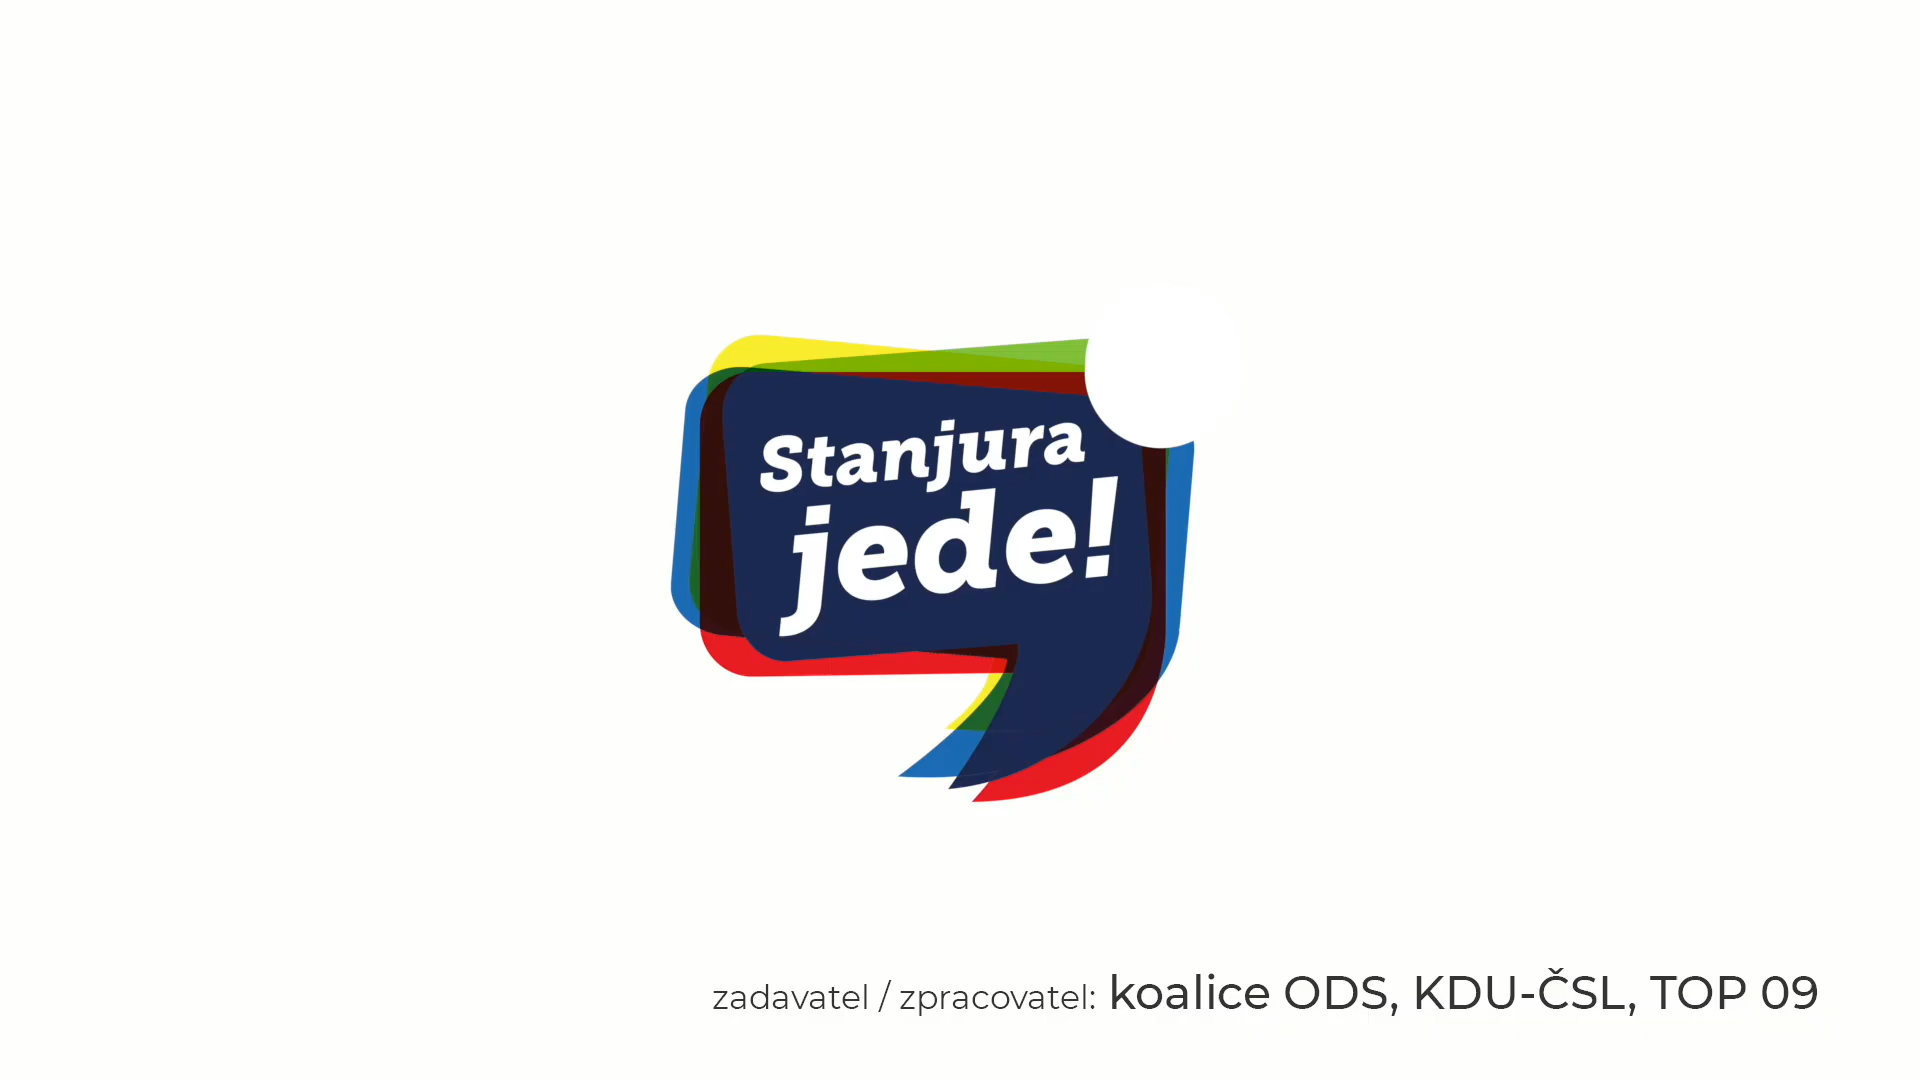 Stanjura
jede!
zadavatel / zpracovatel: koalice ODS, KDU-ČSL, TOP 09